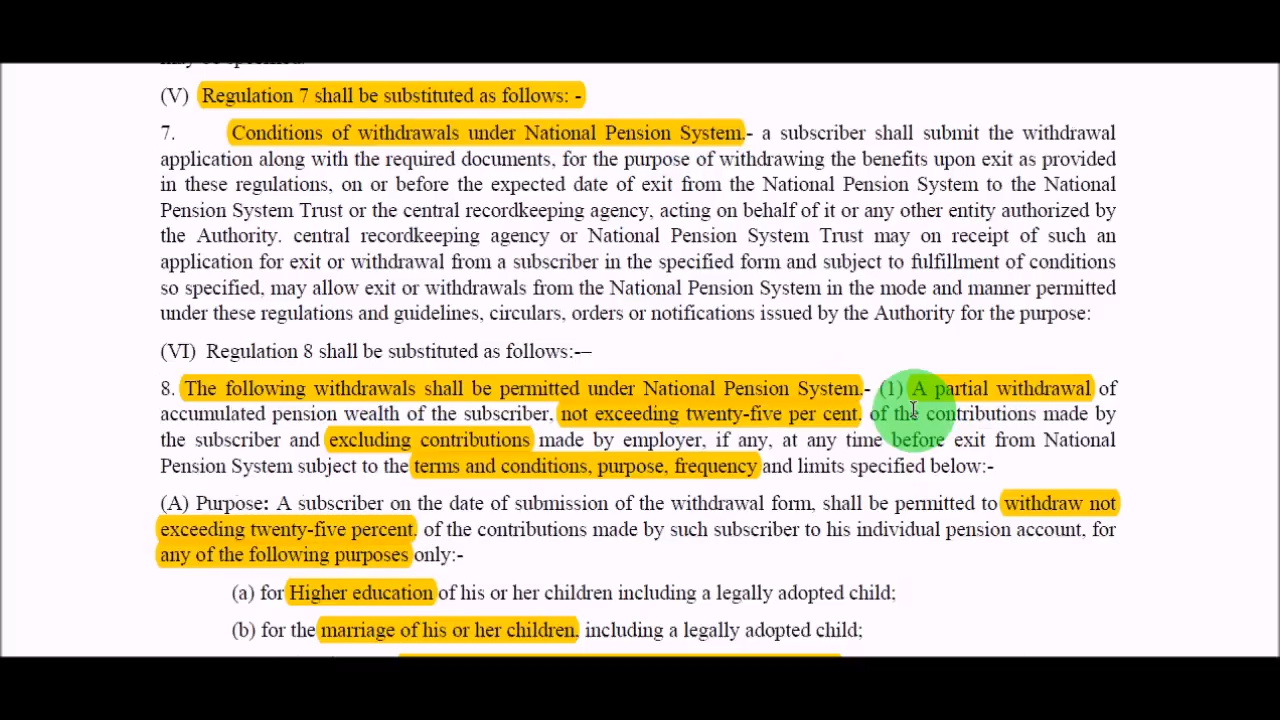 (V) Regulation 7 shall be substituted as follows: -
7. Conditions of withdrawals under National Pension System.- a subscriber shall submit the withdrawal
application along with the required documents, for the purpose of withdrawing the benefits upon exit as provided
in these regulations, on or before the expected date of exit from the National Pension System to the National
Pension System Trust or the central recordkeeping agency, acting on behalf of it or any other entity authorized by
the Authority. central recordkeeping agency or National Pension System Trust may on receipt of such an
application for exit or withdrawal from a subscriber in the specified form and subject to fulfillment of conditions
so specified, may allow exit or withdrawals from the National Pension System in the mode and manner permitted
under these regulations and guidelines, circulars, orders or notifications issued by the Authority for the purpose:
(VI) Regulation 8 shall be substituted as follows:-–
8. The following withdrawals shall be permitted under National Pension System.- (1) A partial withdrawal of
accumulated pension wealth of the subscriber, not exceeding twenty-five per cent. of the contributions made by
the subscriber and excluding contributions made by employer, if any, at any time before exit from National
Pension System subject to the terms and conditions, purpose, frequency and limits specified below:-
(A) Purpose: A subscriber on the date of submission of the withdrawal form, shall be permitted to withdraw not
exceeding twenty-five percent. of the contributions made by such subscriber to his individual pension account, for
any of the following purposes only:-
(a) for Higher education of his or her children including a legally adopted child;
(b) for the marriage of his or her children, including a legally adopted child;